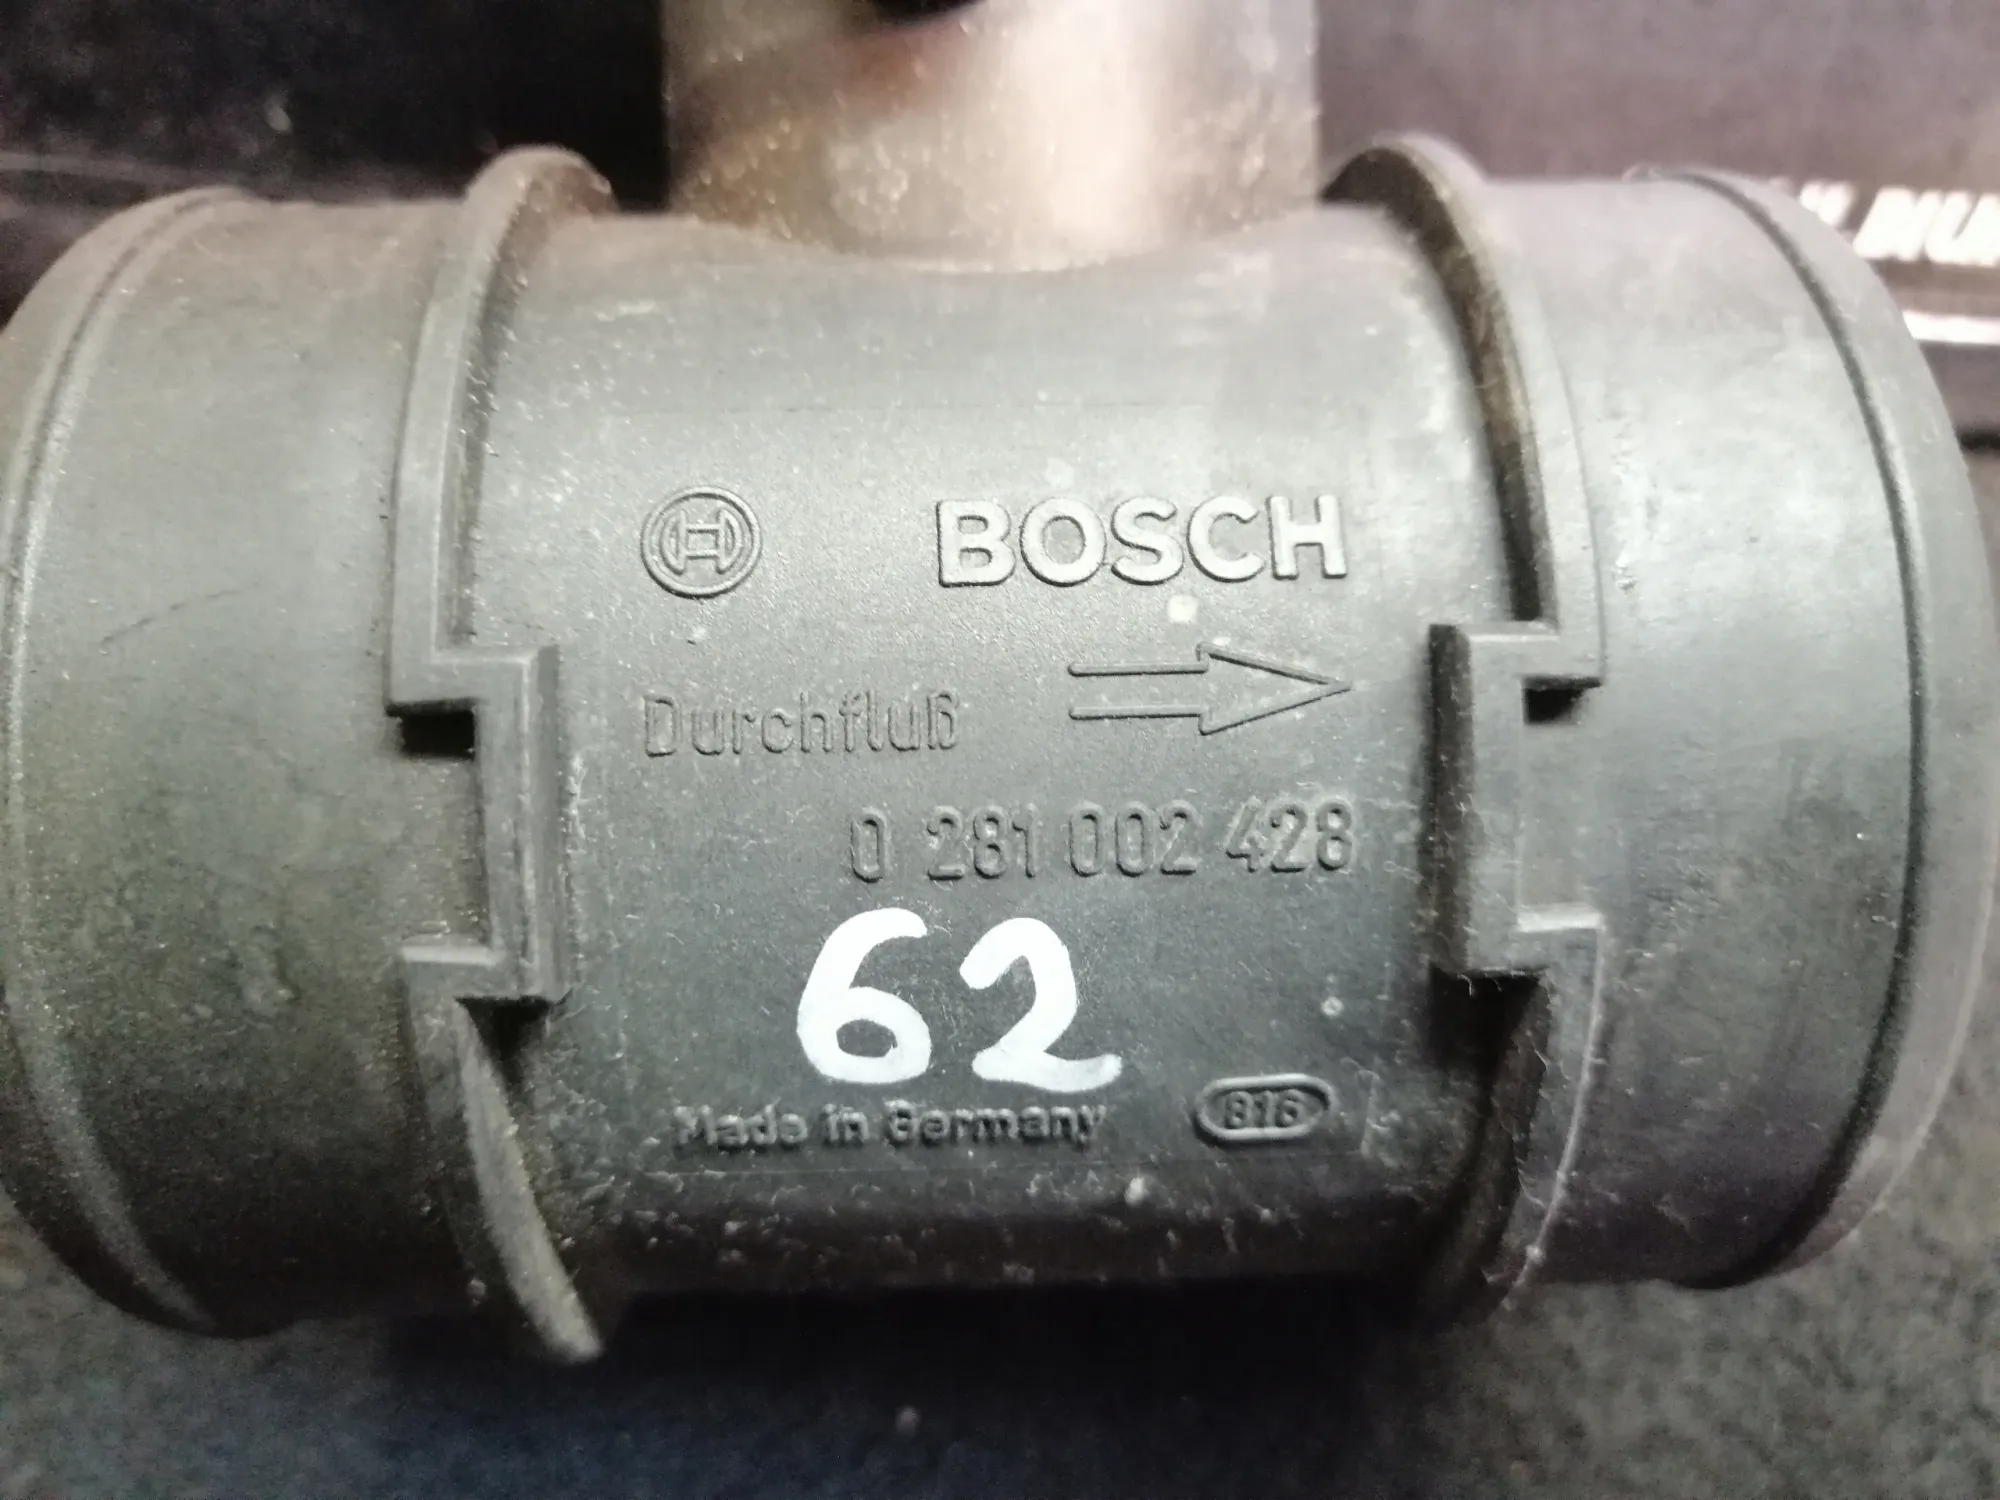 BOSCH
Durchfluß
0 281 002 428
62
Made in Germany
816